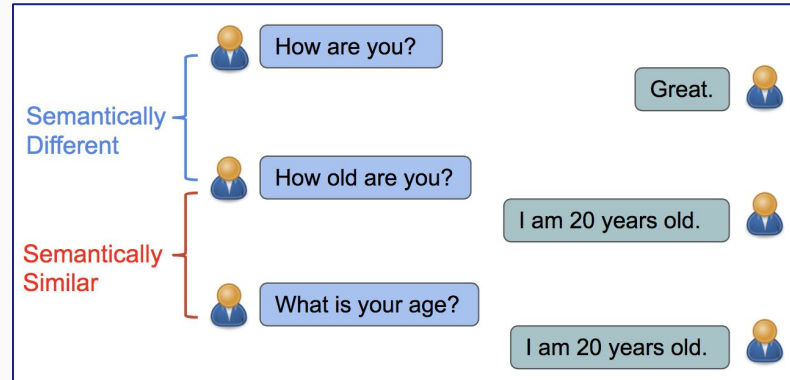 How are you?
Great.
Semantically
Different
How old are you?
I am 20 years old.
Semantically
Similar
What is your age?
I am 20 years old.